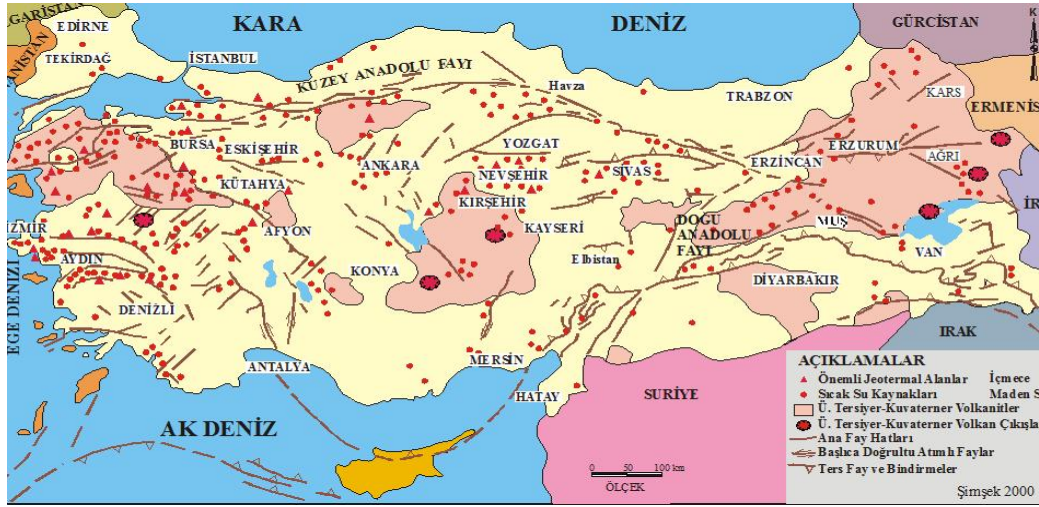 GARİSTAN
KARA
DENİZ
GÜRCİSTAN
K
EDİRNE
TEKİRDAĞ
İSTANBUL
KUZEY ANADOLU FAYI
Havza
TRABZON
KARS
ERMENİS
BURSA
ESKİŞEHİR
ANKARA
YOZGAT
ERZİNCAN
ERZURUM
AĞRI
KÜTAHYA
NEVŞEHİR
SIVAS
İR
İZMİR
AFYON
KIRŞEHİR
KAYSERİ
DOĞU
ANADOLU
FAYI
MUŞ
VAN
AYDIN
KONYA
Elbistan
DİYARBAKIR
DENİZLİ
EGE DENİZİ
IRAK
ANTALYA
MERSİN
HATAY
SURİYE
AK DENİZ
AÇIKLAMALAR
Önemli Jeotermal Alanlar İçmece
Sıcak Su Kaynakları Maden S
Ü. Tersiyer-Kuvaterner Volkanitler
Ü. Tersiyer-Kuvaterner Volkan Çıkışla
Ana Fay Hatları
Başlıca Doğrultu Atımlı Faylar
Ters Fay ve Bindirmeler
0 50 100 km
ÖLÇEK
Şimşek 2000